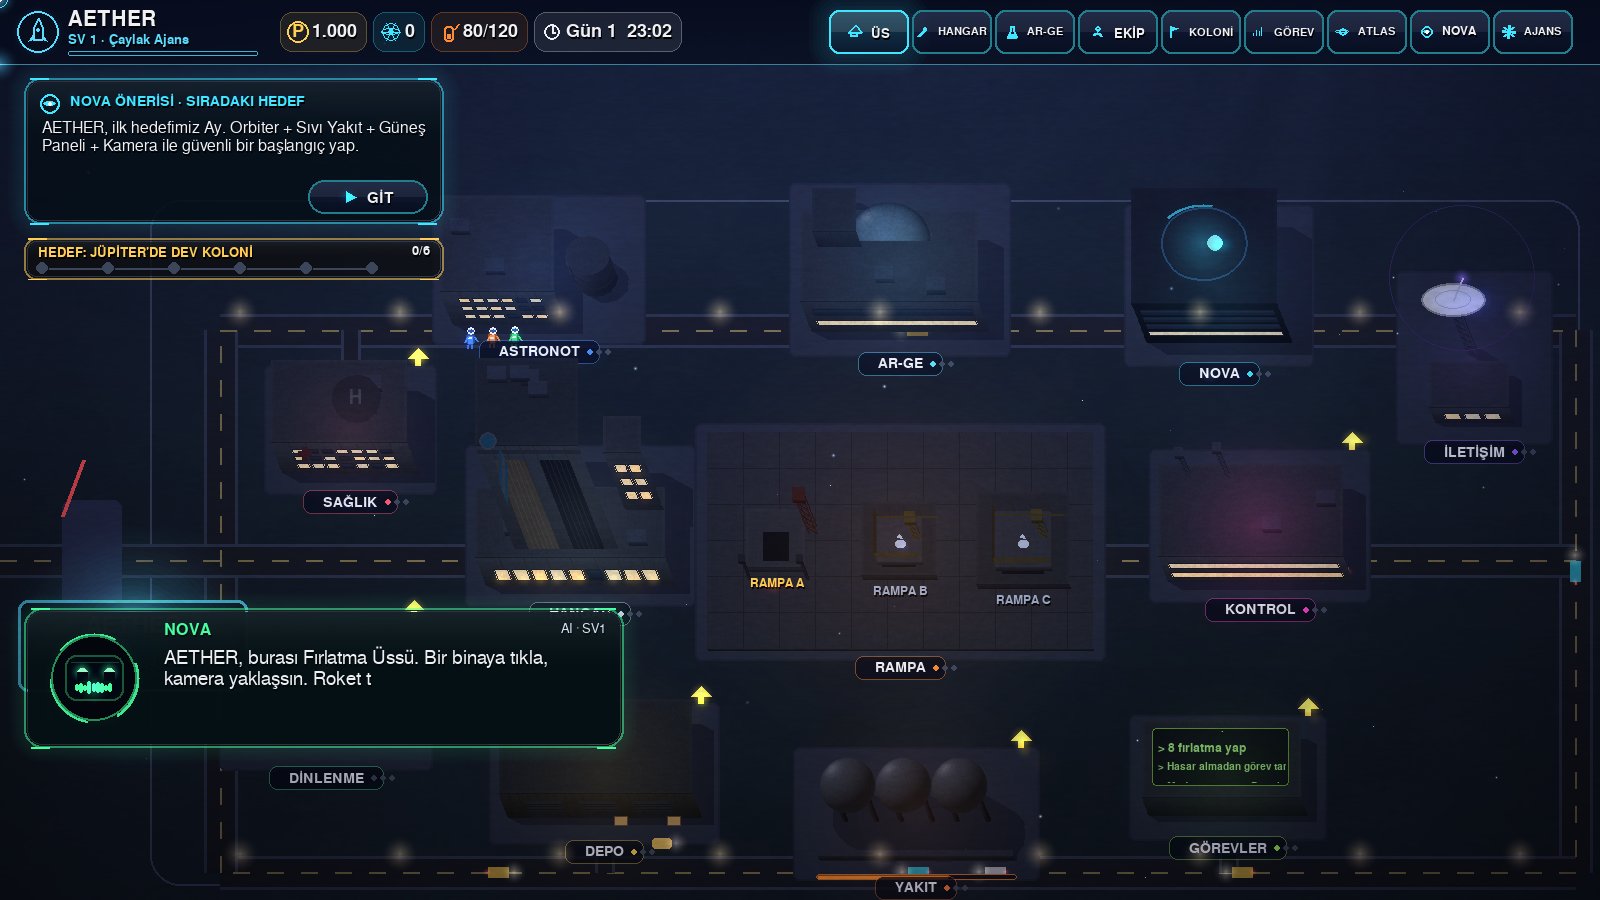 AETHER
SV 1 · Çaylak Ajans
P 1.000
0
80/120
Gün 1 23:02
ÜS
HANGAR
AR-GE
EKİP
KOLONİ
GÖREV
ATLAS
NOVA
AJANS
NOVA ÖNERİSİ · SIRADAKI HEDEF
AETHER, ilk hedefimiz Ay. Orbiter + Sıvı Yakıt + Güneş
Paneli + Kamera ile güvenli bir başlangıç yap.
GİT
HEDEF: JÜPİTER'DE DEV KOLONİ
0/6
ASTRONOT
AR-GE
NOVA
İLETİŞİM
H
SAĞLIK
RAMPA A
RAMPA B
RAMPA C
KONTROL
RAMPA
NOVA
AI · SV1
AETHER, burası Fırlatma Üssü. Bir binaya tıkla,
kamera yaklaşsın. Roket t
> 8 fırlatma yap
> Hasar almadan görev tar
DİNLENME
DEPO
GÖREVLER
YAKIT